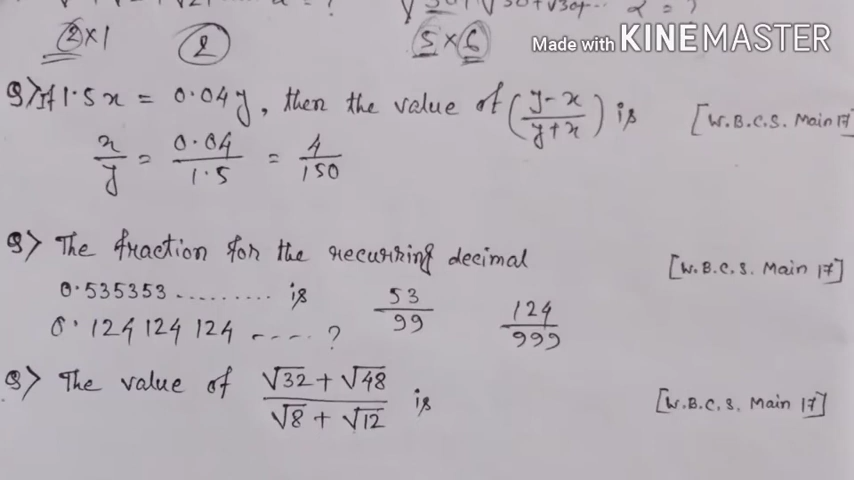 α = ?
2×1 2 5×6
Made with KINEMASTER
Q> If 1.5x = 0.04y, then the value of (y-x / y+x) is [W.B.C.S. Main 17]
x/y = 0.04/1.5 = 4/150
Q> The fraction for the recurring decimal [W.B.C.S. Main 17]
0.535353......... is 53/99 124/999
0.124 124 124 ----?
Q> The value of √32 + √48 / √8 + √12 is [W.B.C.S. Main 17]